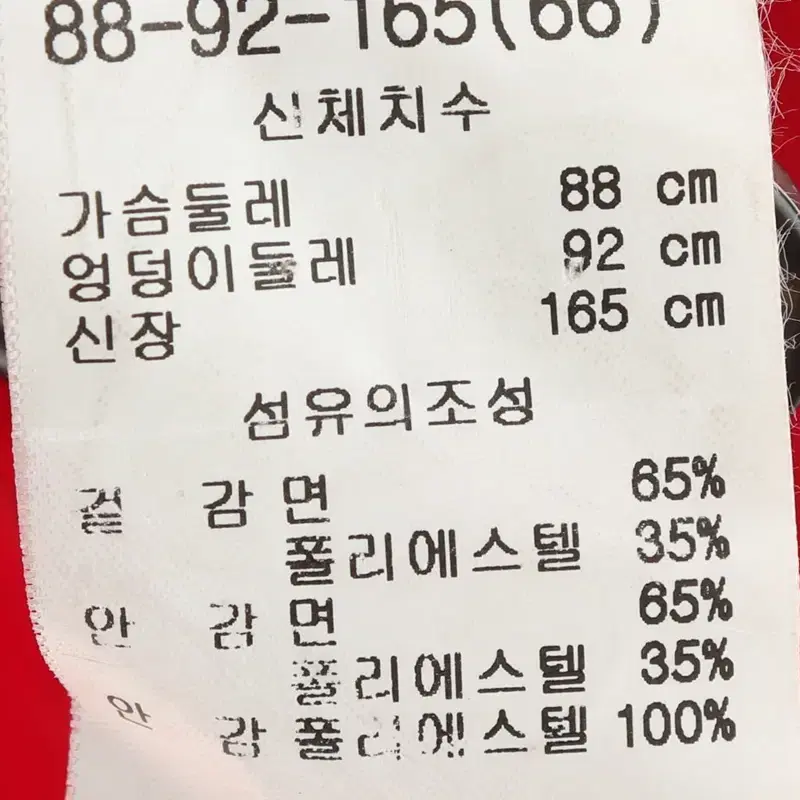 88-92-165(66)
신체치수
가슴둘레 88 cm
엉덩이둘레 92 cm
신장 165 cm
섬유의조성
겉 감 면 65%
폴리에스텔 35%
안 감 면 65%
폴리에스텔 35%
안 감 폴리에스텔 100%